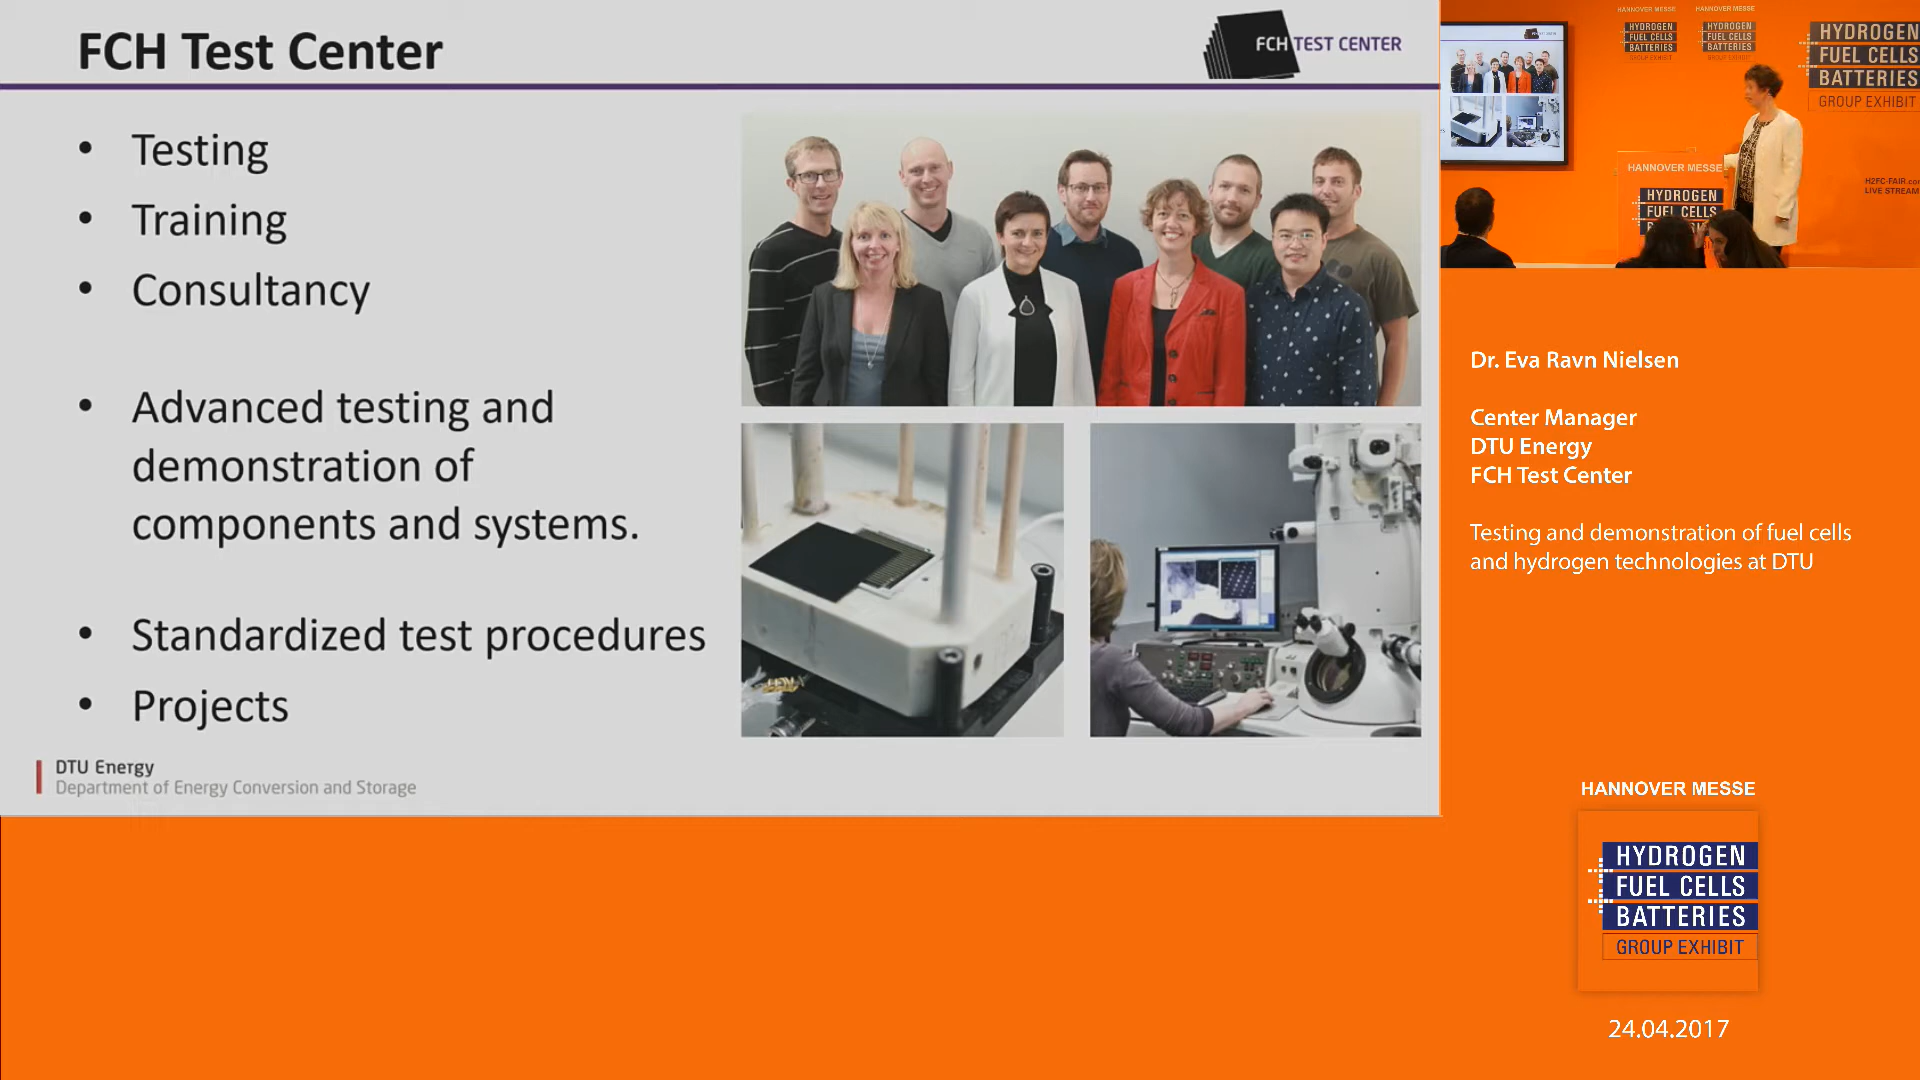 FCH Test Center
FCH TEST CENTER
• Testing
• Training
• Consultancy
• Advanced testing and
demonstration of
components and systems.
• Standardized test procedures
• Projects
DTU Energy
Department of Energy Conversion and Storage
HANNOVER MESSE
HYDROGEN
FUEL CELLS
BATTERIES
GROUP EXHIBIT
HANNOVER MESSE
HYDROGEN
FUEL CELLS
BATTERIES
GROUP EXHIBIT
HYDROGEN
FUEL CELLS
BATTERIES
GROUP EXHIBIT
HANNOVER MESSE
HYDROGEN
FUEL CELLS
H2FC-FAIR.co
LIVE STREAM
Dr. Eva Ravn Nielsen
Center Manager
DTU Energy
FCH Test Center
Testing and demonstration of fuel cells
and hydrogen technologies at DTU
HANNOVER MESSE
HYDROGEN
FUEL CELLS
BATTERIES
GROUP EXHIBIT
24.04.2017